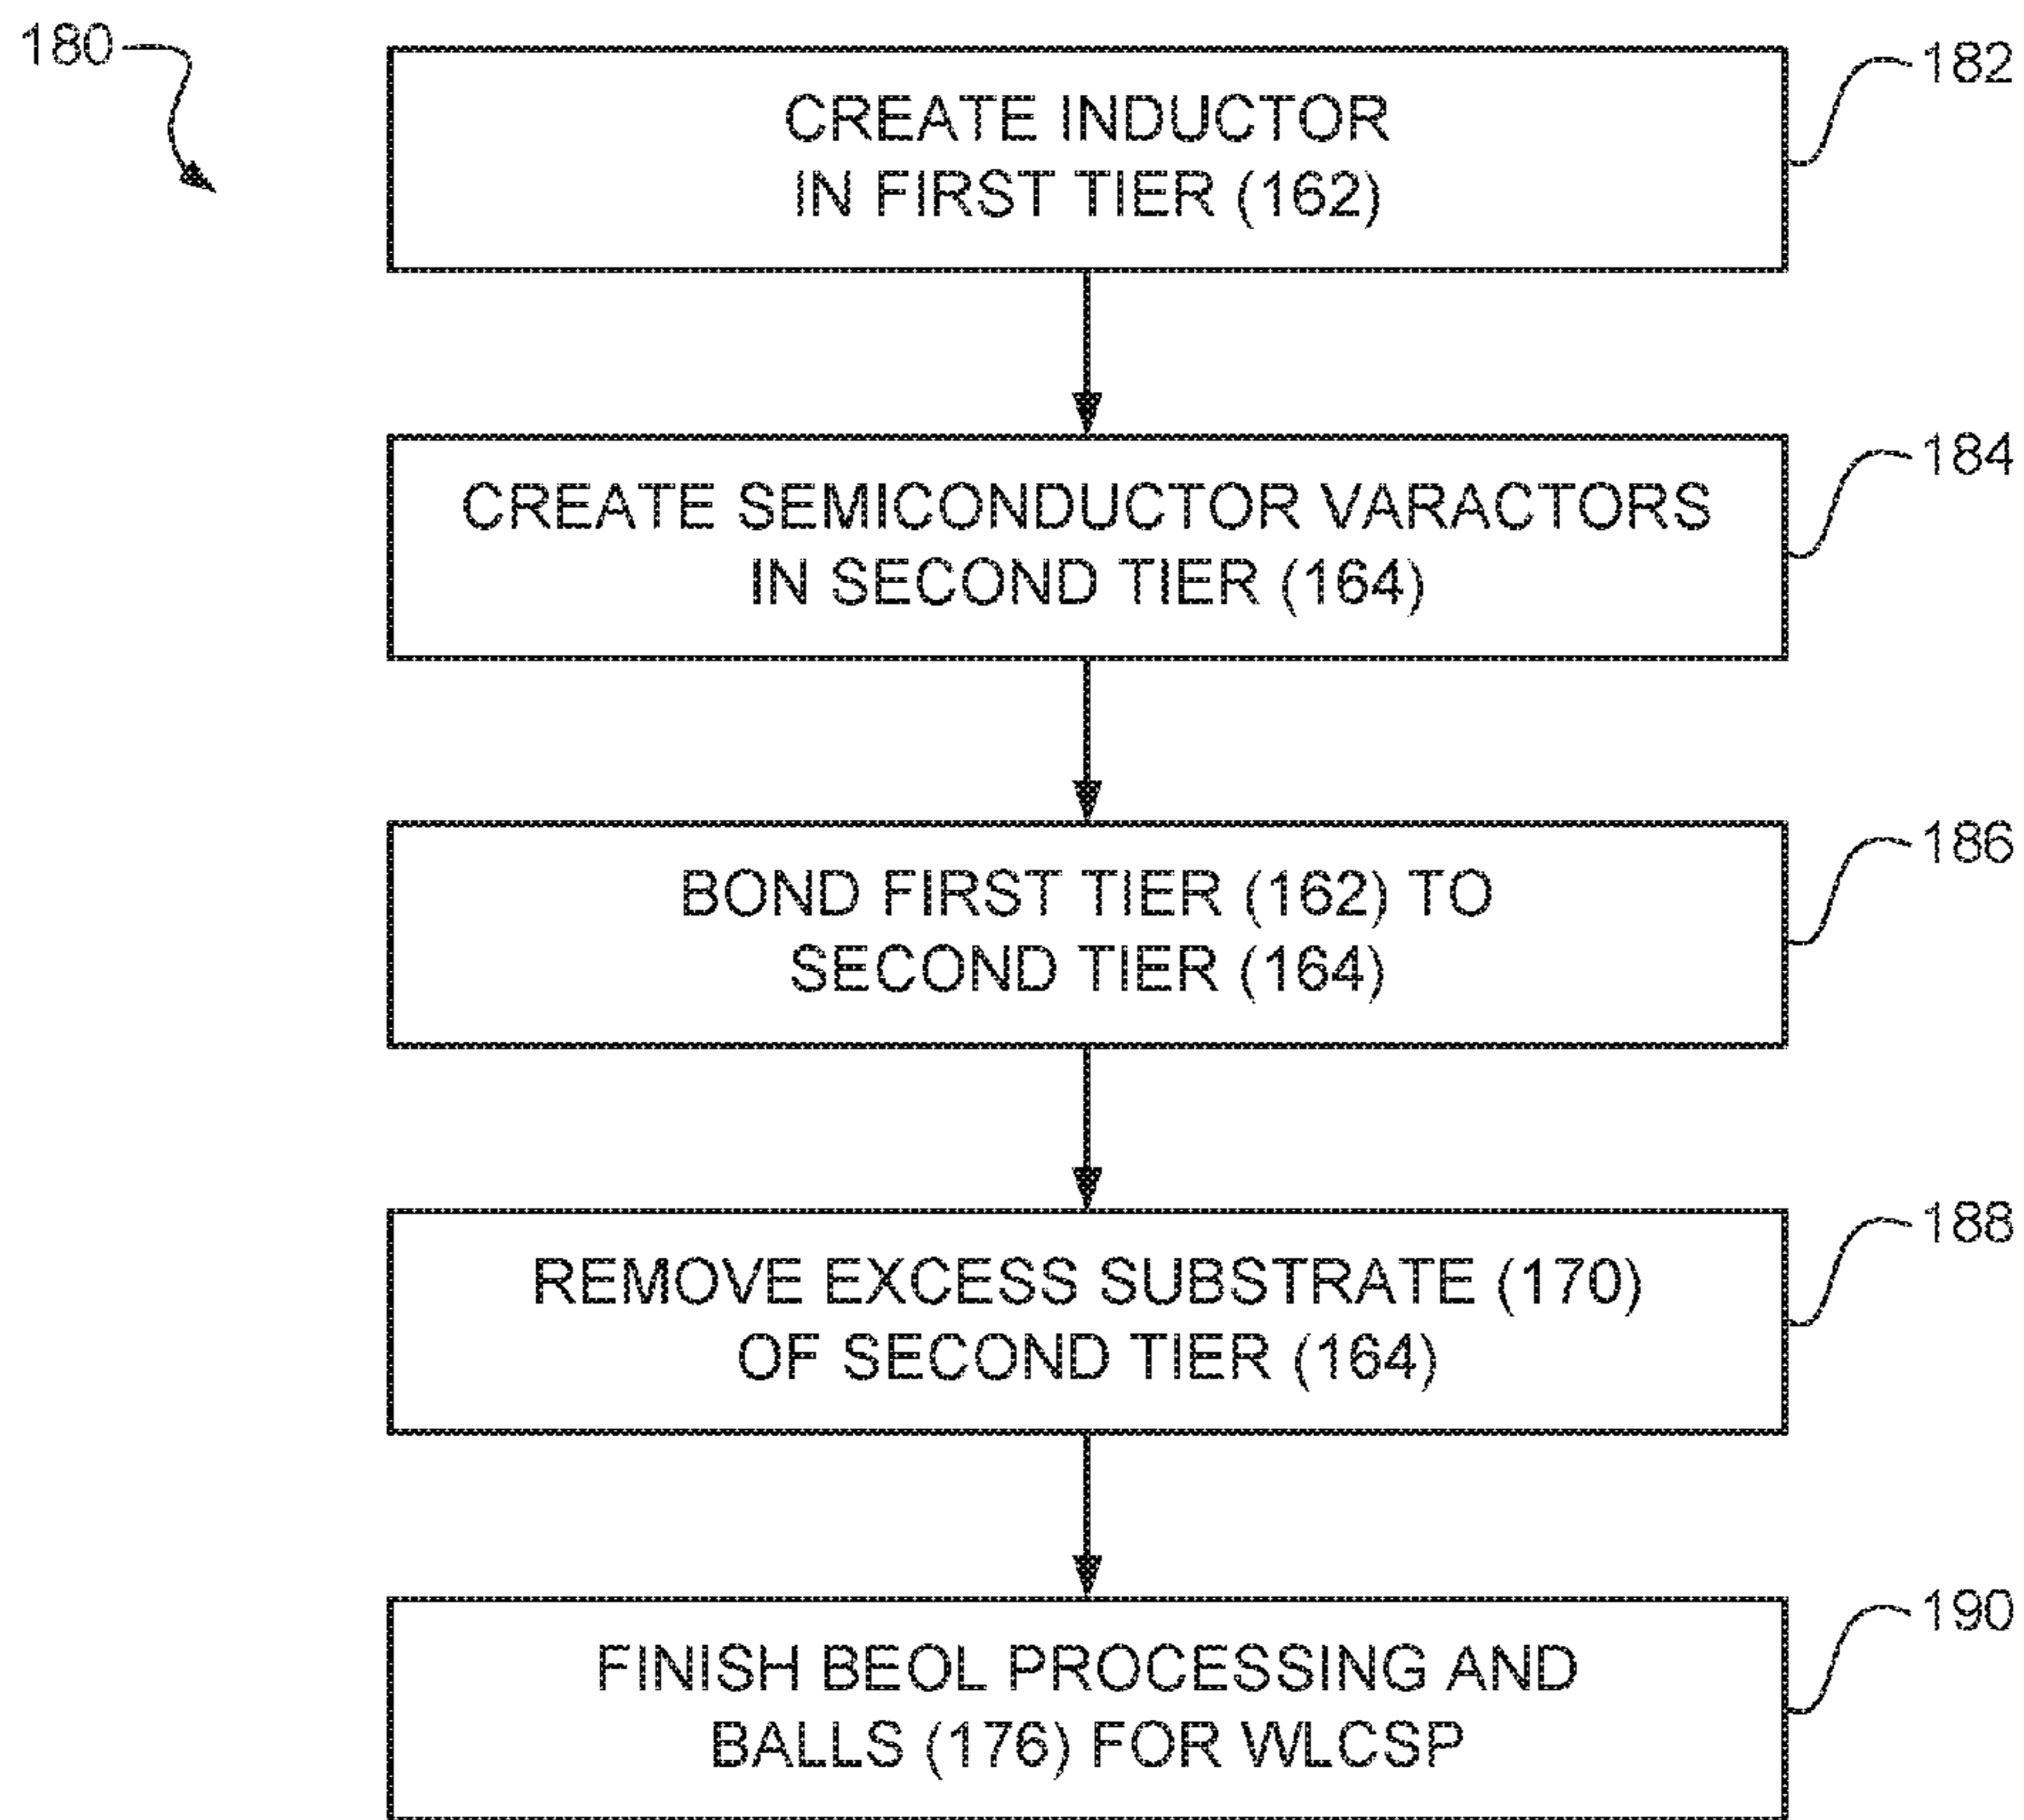 180
182
CREATE INDUCTOR
IN FIRST TIER (162)
184
CREATE SEMICONDUCTOR VARACTORS
IN SECOND TIER (164)
186
BOND FIRST TIER (162) TO
SECOND TIER (164)
188
REMOVE EXCESS SUBSTRATE (170)
OF SECOND TIER (164)
190
FINISH BEOL PROCESSING AND
BALLS (176) FOR WLCSP